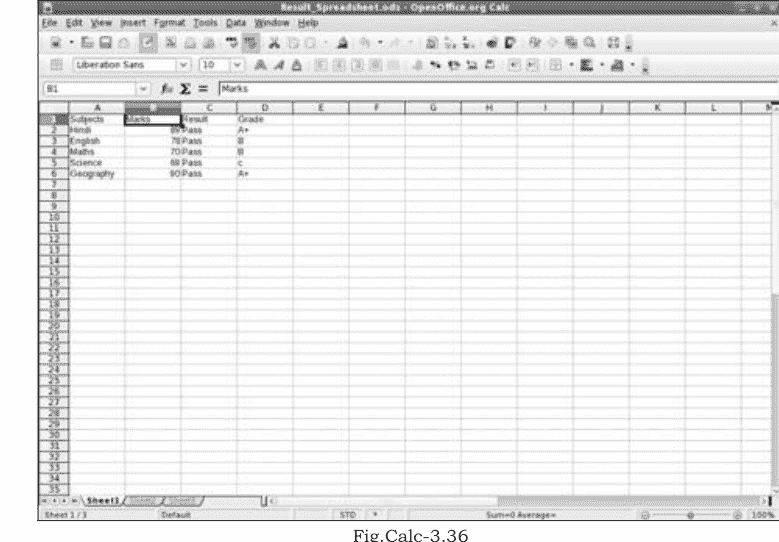 Result_Spreadsheet.ods - OpenOffice.org Calc
File Edit View Insert Format Tools Data Window Help
Liberation Sans 10
B1 Marks
A B C D E F G H I J K L M
1 Subjects Marks Result Grade
2 Hindi 89 Pass A+
3 English 78 Pass B
4 Maths 70 Pass B
5 Science 68 Pass c
6 Geography 90 Pass A+
7
8
9
10
11
12
13
14
15
16
17
18
19
20
21
22
23
24
25
26
27
28
29
30
31
32
33
34
35
Sheet1
Sheet 1 / 3 Default STD * Sum=0 Average= 100%
Fig.Calc-3.36